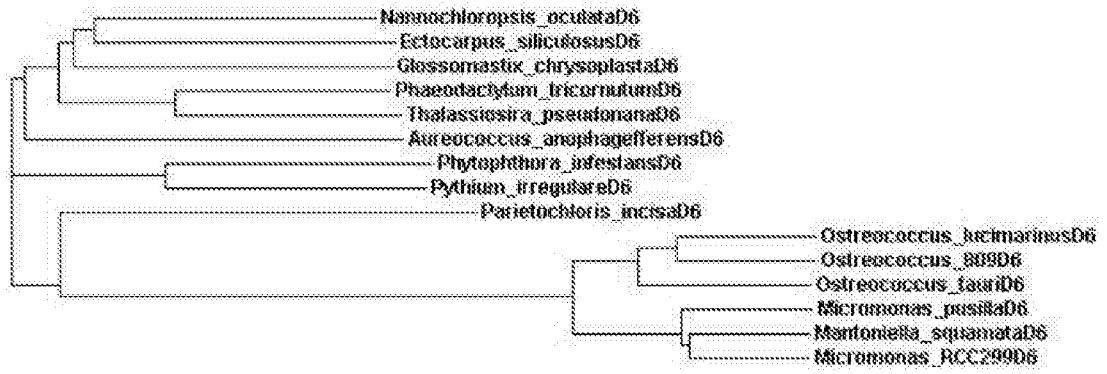 Nannochloropsis_oculataD6
Ectocarpus_siliculosusD6
Glossomastix_chrysoplastaD6
Phaeodactylum_tricornutumD6
Thalassiosira_pseudonanaD6
Aureococcus_anophagefferensD6
Phytophthora_infestansD6
Pythium_irregulareD6
Parietochloris_incisaD6
Ostreococcus_lucimarinusD6
Ostreococcus_809D6
Ostreococcus_tauriD6
Micromonas_pusillaD6
Mantoniella_squamataD6
Micromonas_RCC299D6